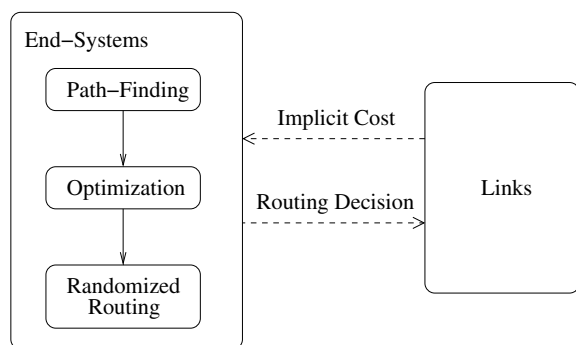 End−Systems
Path−Finding
Implicit Cost
Optimization
Links
Routing Decision
Randomized
Routing